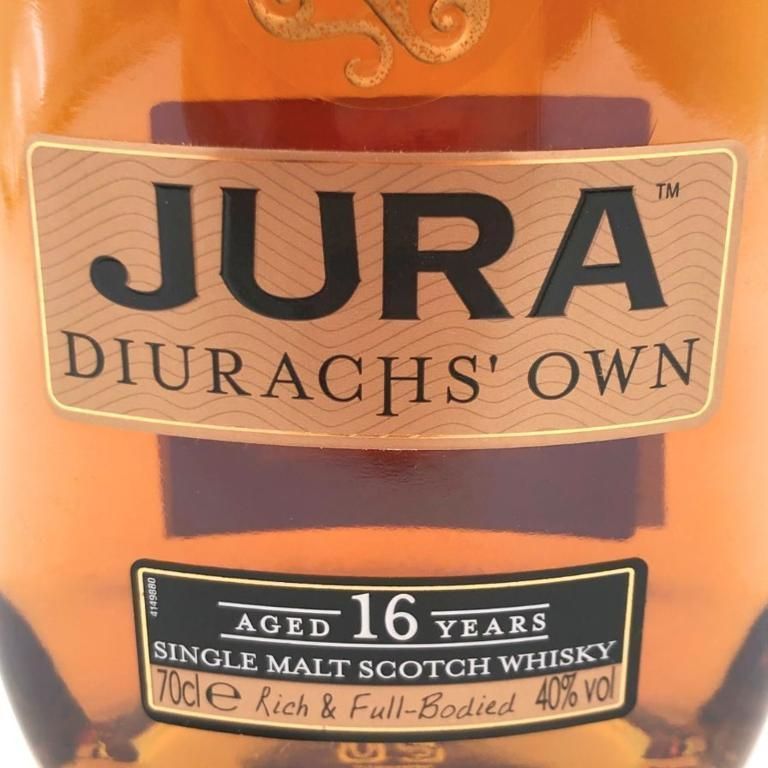 JURA™
DIURACHS' OWN
4149880
AGED 16 YEARS
SINGLE MALT SCOTCH WHISKY
70cl e Rich & Full-Bodied 40% vol